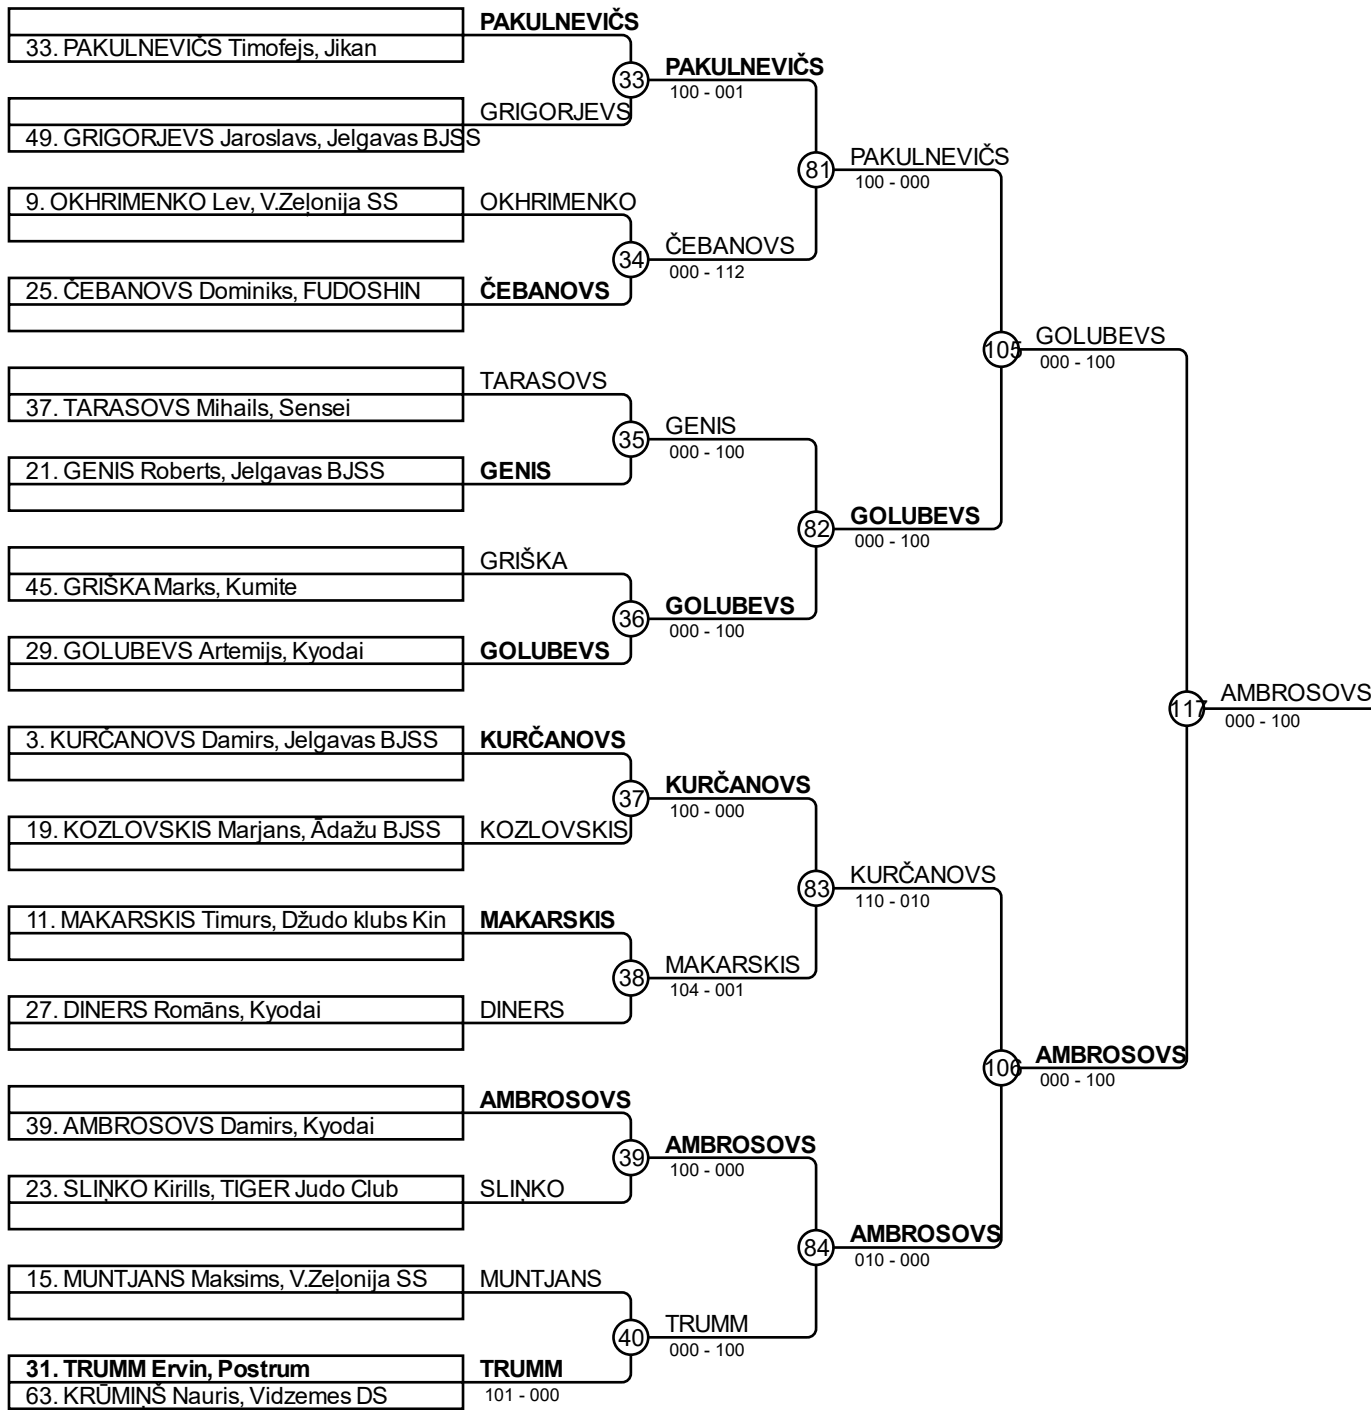 PAKULNEVIČS
33. PAKULNEVIČS Timofejs, Jikan
33
PAKULNEVIČS
100 - 001
GRIGORJEVS
49. GRIGORJEVS Jaroslavs, Jelgavas BJSS
81
PAKULNEVIČS
100 - 000
9. OKHRIMENKO Lev, V.Zeļonija SS
OKHRIMENKO
34
ČEBANOVS
000 - 112
25. ČEBANOVS Dominiks, FUDOSHIN
ČEBANOVS
105
GOLUBEVS
000 - 100
TARASOVS
37. TARASOVS Mihails, Sensei
35
GENIS
000 - 100
21. GENIS Roberts, Jelgavas BJSS
GENIS
82
GOLUBEVS
000 - 100
GRIŠKA
45. GRIŠKA Marks, Kumite
36
GOLUBEVS
000 - 100
29. GOLUBEVS Artemijs, Kyodai
GOLUBEVS
117
AMBROSOVS
000 - 100
3. KURČANOVS Damirs, Jelgavas BJSS
KURČANOVS
37
KURČANOVS
100 - 000
19. KOZLOVSKIS Marjans, Ādažu BJSS
KOZLOVSKIS
83
KURČANOVS
110 - 010
11. MAKARSKIS Timurs, Džudo klubs Kin
MAKARSKIS
38
MAKARSKIS
104 - 001
27. DINERS Romāns, Kyodai
DINERS
106
AMBROSOVS
000 - 100
AMBROSOVS
39. AMBROSOVS Damirs, Kyodai
39
AMBROSOVS
100 - 000
23. SLIŅKO Kirills, TIGER Judo Club
SLIŅKO
84
AMBROSOVS
010 - 000
15. MUNTJANS Maksims, V.Zeļonija SS
MUNTJANS
40
TRUMM
000 - 100
31. TRUMM Ervin, Postrum
TRUMM
63. KRŪMIŅŠ Nauris, Vidzemes DS
101 - 000